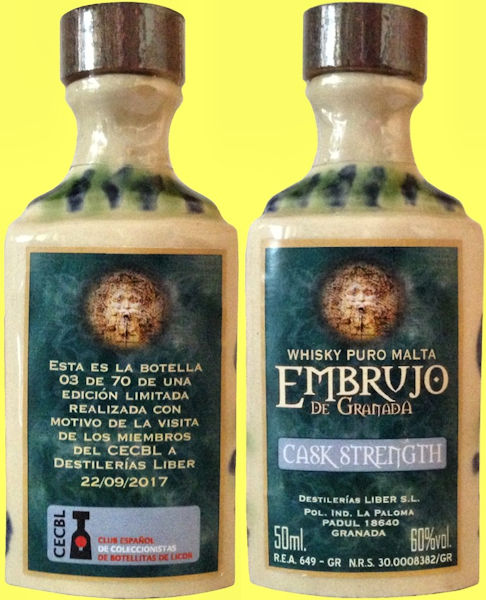 ESTA ES LA BOTELLA
03 DE 70 DE UNA
EDICIÓN LIMITADA
REALIZADA CON
MOTIVO DE LA VISITA
DE LOS MIEMBROS
DEL CECBL A
DESTILERÍAS LIBER
22/09/2017
CECBL
CLUB ESPAÑOL
DE COLECCIONISTAS
DE BOTELLITAS DE LICOR
WHISKY PURO MALTA
EMBRUJO
DE GRANADA
CASK STRENGTH
DESTILERÍAS LIBER S.L.
POL. IND. LA PALOMA
PADUL 18640
GRANADA
50ml. 60%vol.
R.E.A. 649 - GR N.R.S. 30.0008382/GR